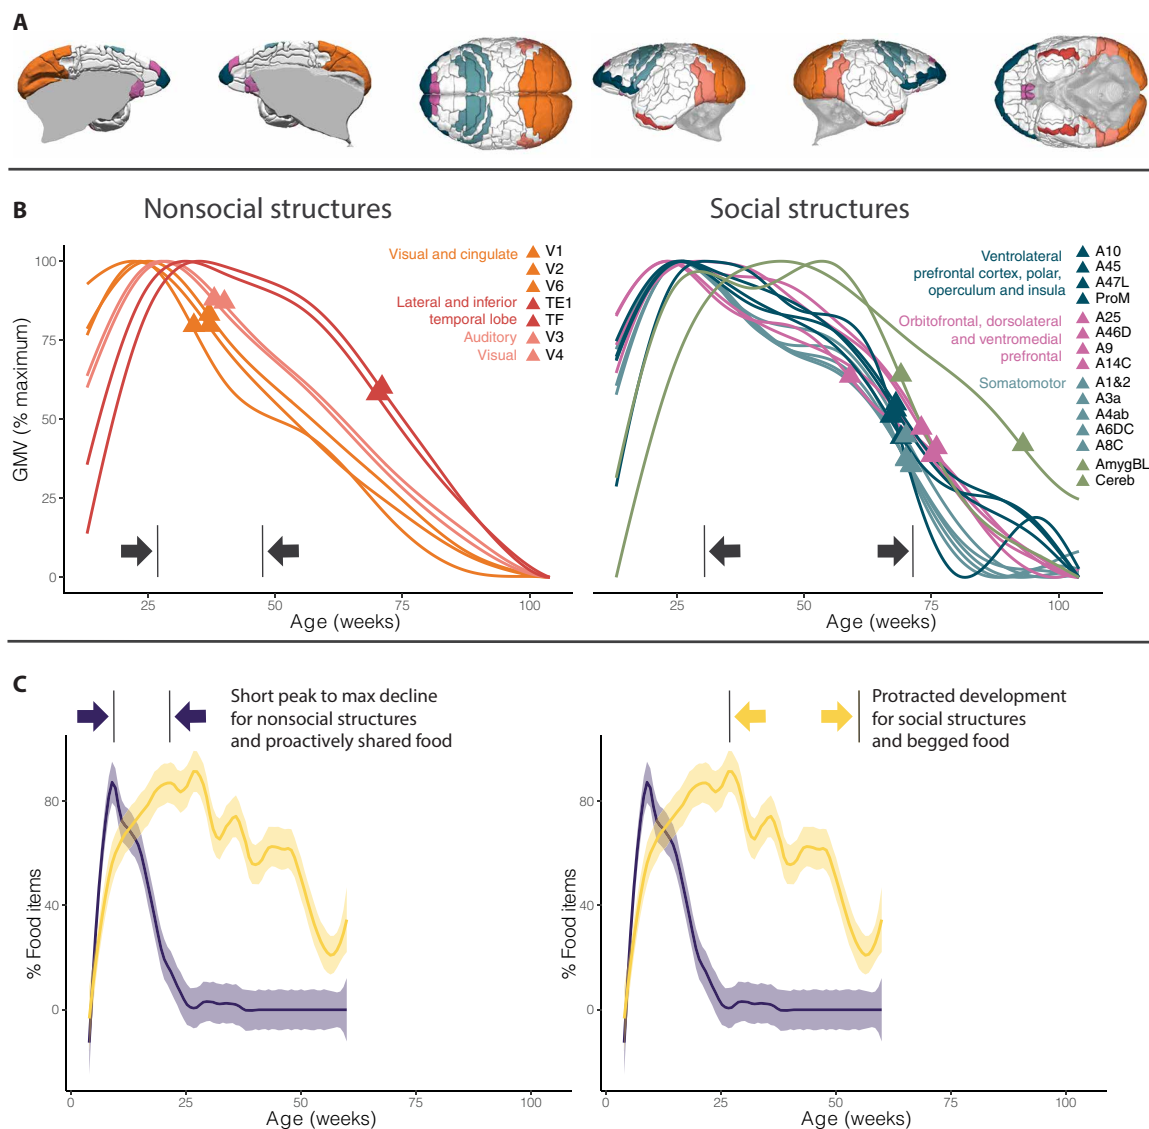 A
B
Nonsocial structures
Social structures
GMV (% maximum)
100
75
50
25
0
Visual and cingulate
V1
V2
V6
Lateral and inferior
temporal lobe
TE1
TF
Auditory
V3
Visual
V4
25
50
75
100
Age (weeks)
Ventrolateral
prefrontal cortex, polar,
operculum and insula
A10
A45
A47L
ProM
Orbitofrontal, dorsolateral
and ventromedial
prefrontal
A25
A46D
A9
A14C
Somatomotor
A1&2
A3a
A4ab
A6DC
A8C
AmygBL
Cereb
25
50
75
100
Age (weeks)
C
Short peak to max decline
for nonsocial structures
and proactively shared food
% Food items
80
40
0
0
25
50
75
100
Age (weeks)
Protracted development
for social structures
and begged food
% Food items
80
40
0
0
25
50
75
100
Age (weeks)